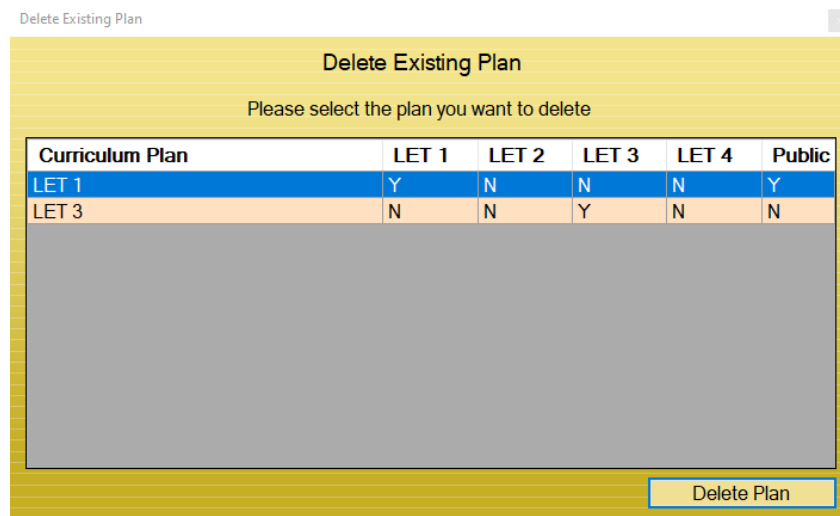 Delete Existing Plan
Delete Existing Plan
Please select the plan you want to delete
Curriculum Plan LET 1 LET 2 LET 3 LET 4 Public
LET 1 Y N N N Y
LET 3 N N Y N N
Delete Plan